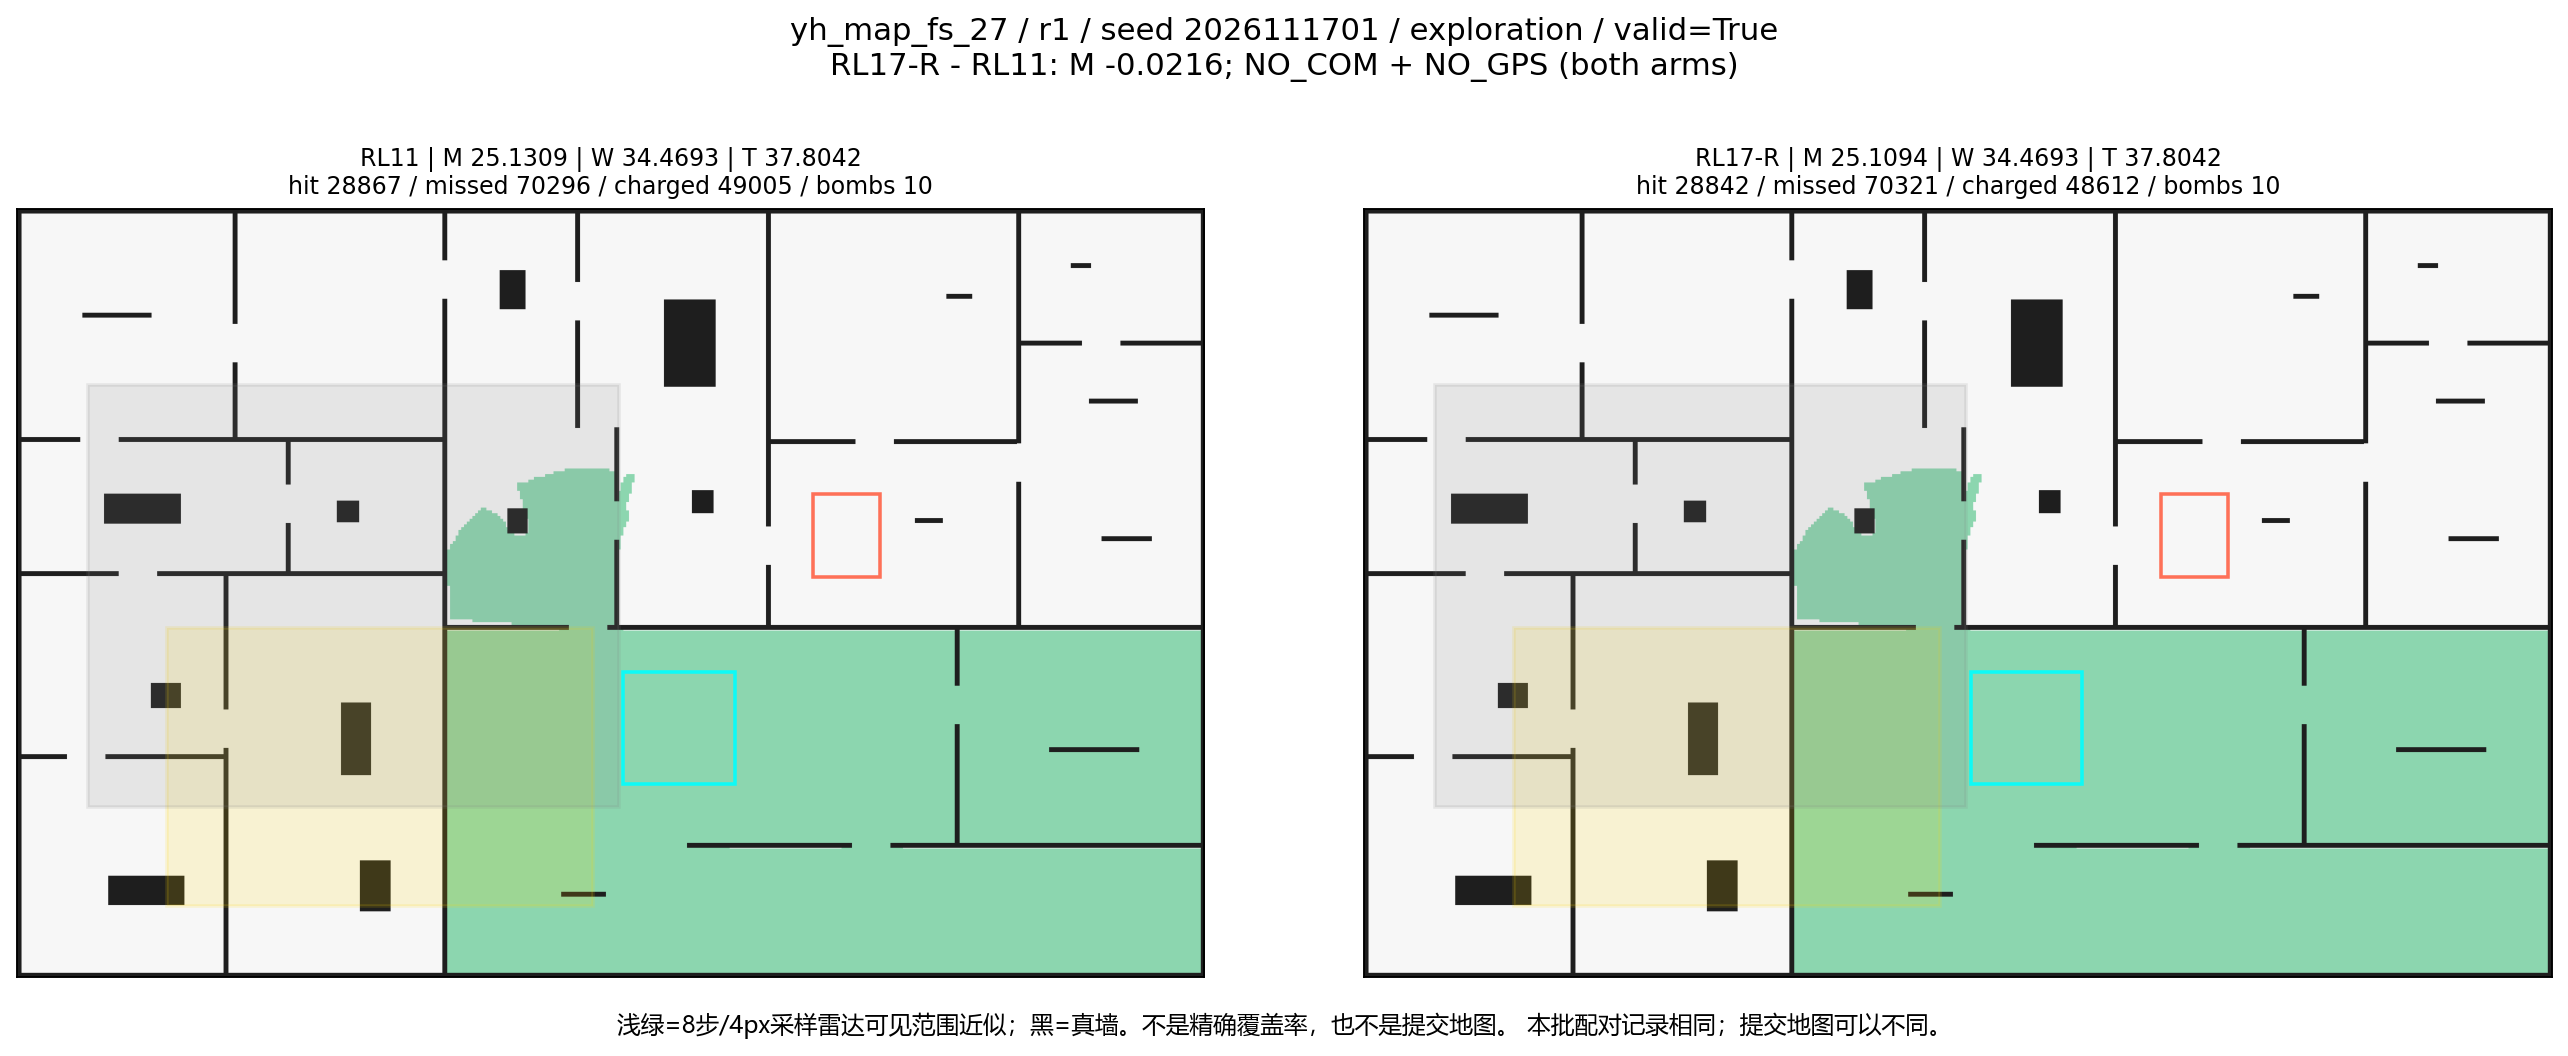 yh_map_fs_27 / r1 / seed 2026111701 / exploration / valid=True
RL17-R - RL11: M -0.0216; NO_COM + NO_GPS (both arms)
RL11 | M 25.1309 | W 34.4693 | T 37.8042
hit 28867 / missed 70296 / charged 49005 / bombs 10
RL17-R | M 25.1094 | W 34.4693 | T 37.8042
hit 28842 / missed 70321 / charged 48612 / bombs 10
浅绿=8步/4px采样雷达可见范围近似；黑=真墙。不是精确覆盖率，也不是提交地图。 本批配对记录相同；提交地图可以不同。